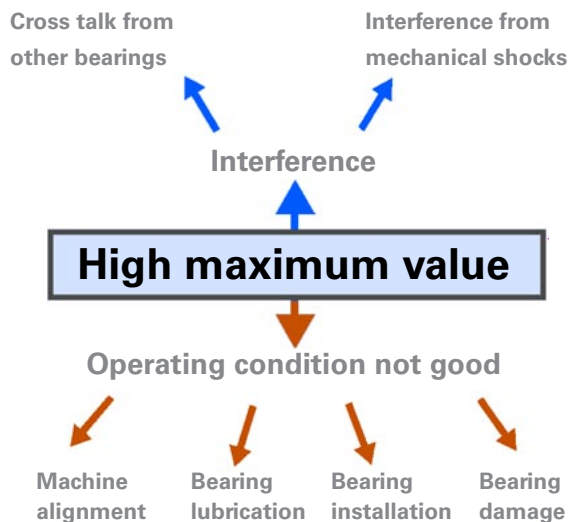 Cross talk from
other bearings
Interference from
mechanical shocks
Interference
High maximum value
Operating condition not good
Machine
alignment
Bearing
lubrication
Bearing
installation
Bearing
damage